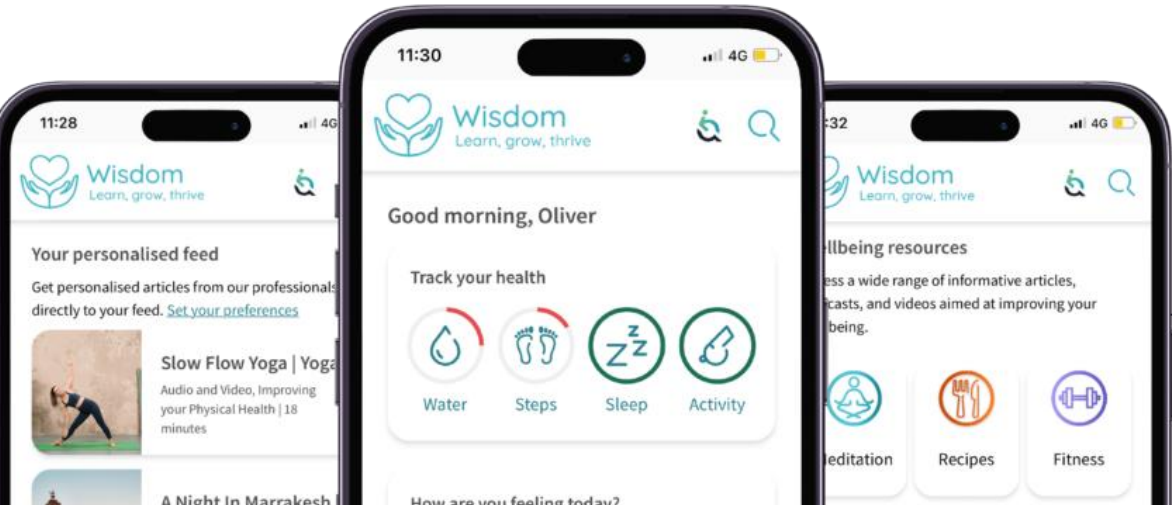 11:28
4G
Wisdom
Learn, grow, thrive
Your personalised feed
Get personalised articles from our professionals
directly to your feed. Set your preferences
Slow Flow Yoga | Yoga
Audio and Video, Improving
your Physical Health | 18
minutes
A Night In Marrakesh |
11:30
4G
Wisdom
Learn, grow, thrive
Good morning, Oliver
Track your health
Z Z Z
Water Steps Sleep Activity
How are you feeling today?
:32
4G
Wisdom
Learn, grow, thrive
llbeing resources
ess a wide range of informative articles,
casts, and videos aimed at improving your
being.
editation Recipes Fitness